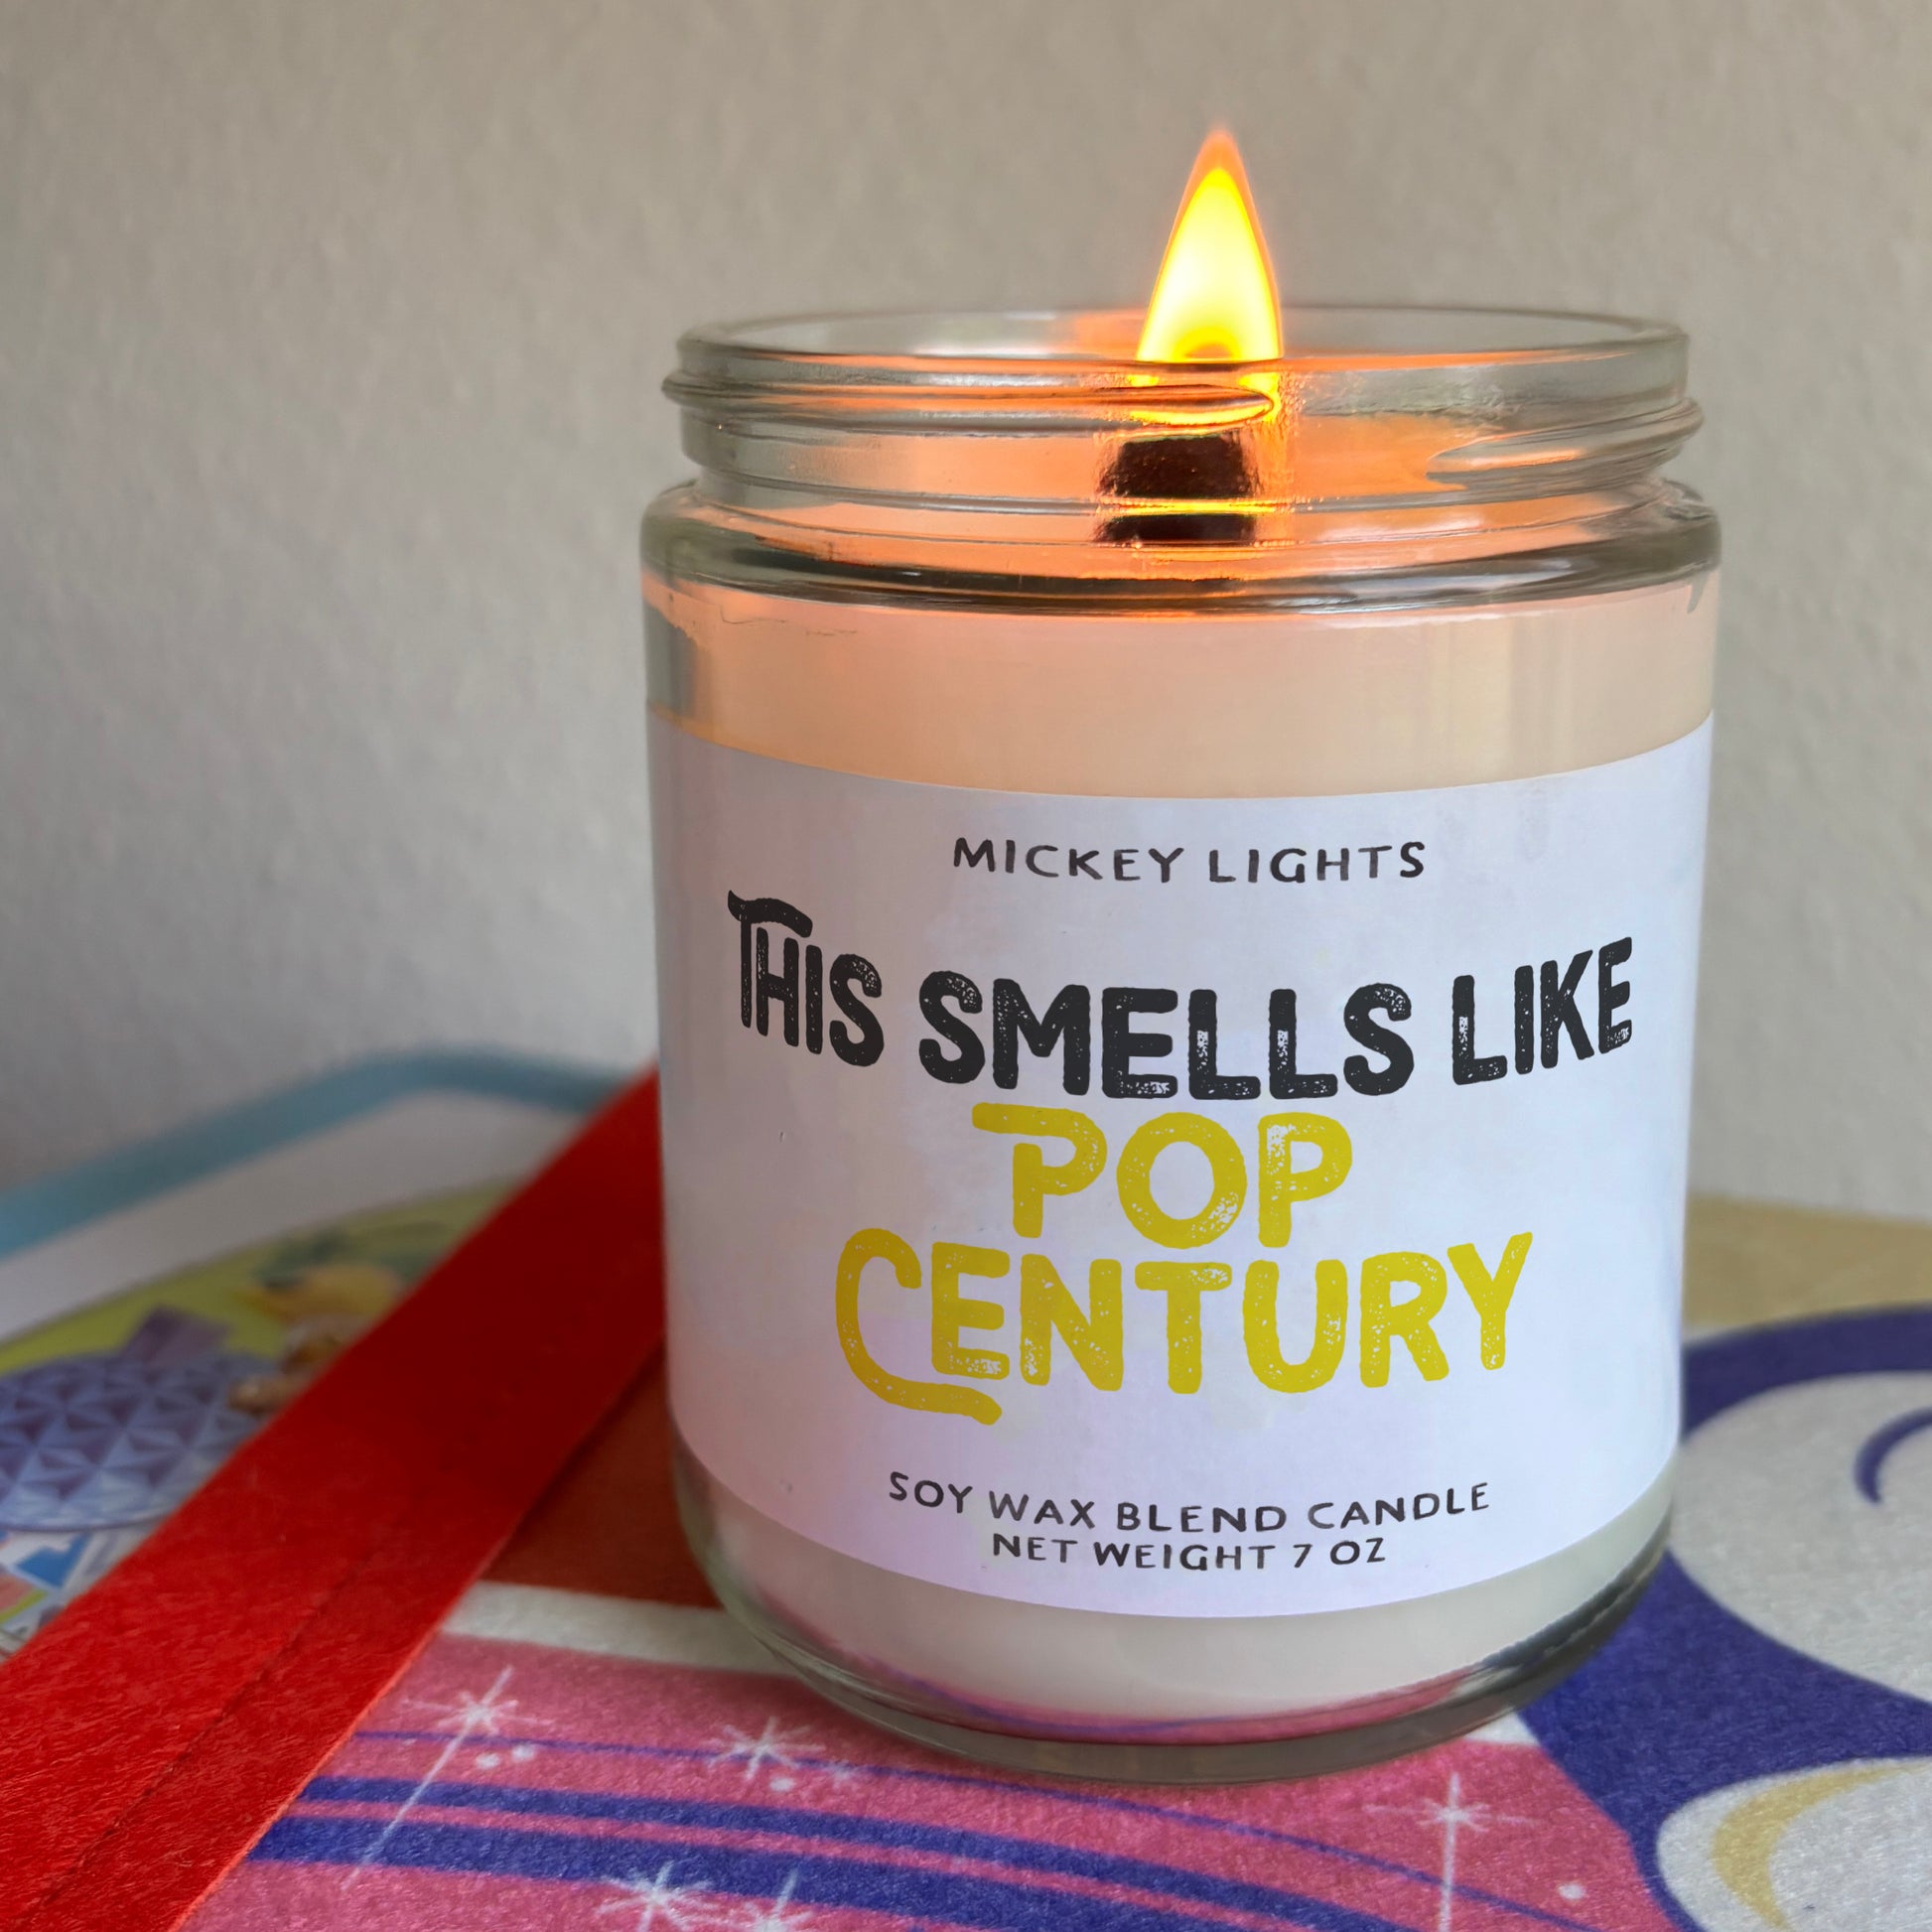 MICKEY LIGHTS
THIS SMELLS LIKE
POP
CENTURY
SOY WAX BLEND CANDLE
NET WEIGHT 7 OZ